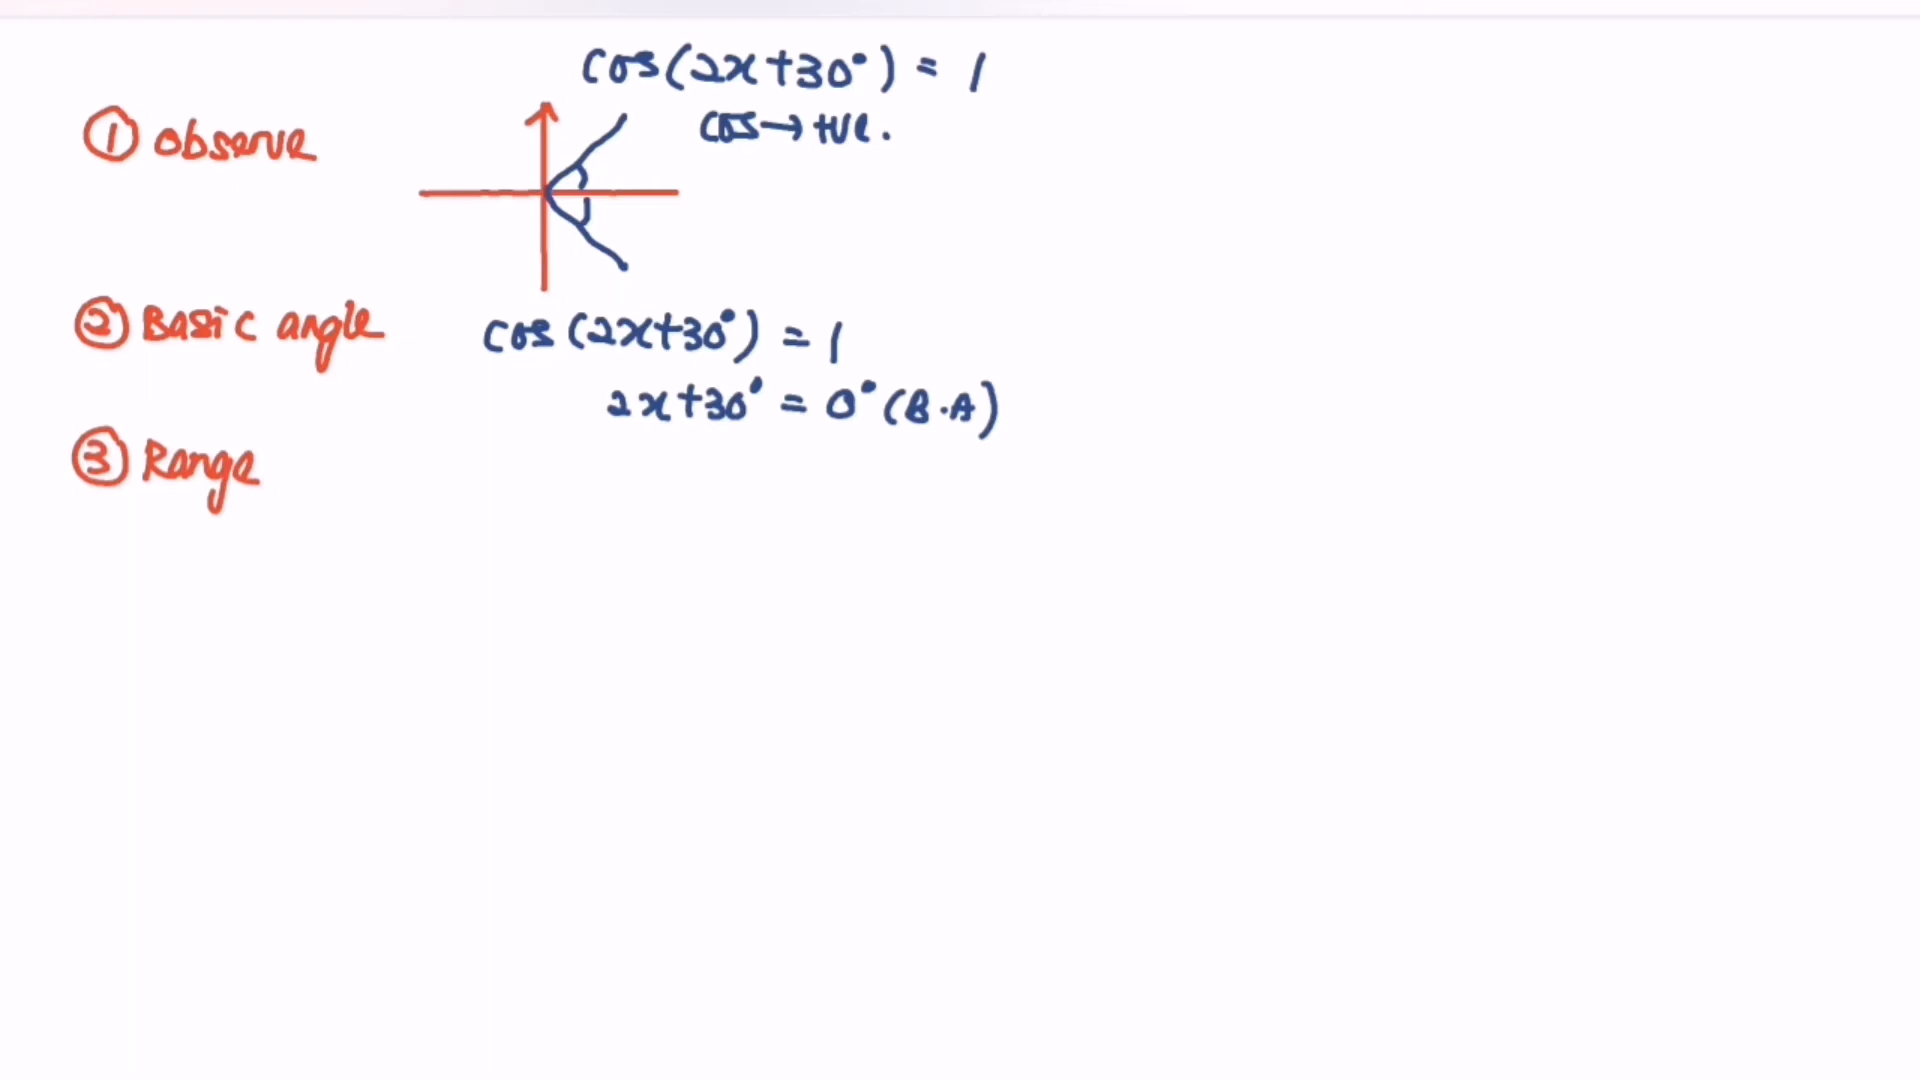 cos(2x+30°) = 1
① Observe
cos→+ve.
② Basic angle
cos (2x+30°) = 1
2x+30° = 0° (B.A)
③ Range